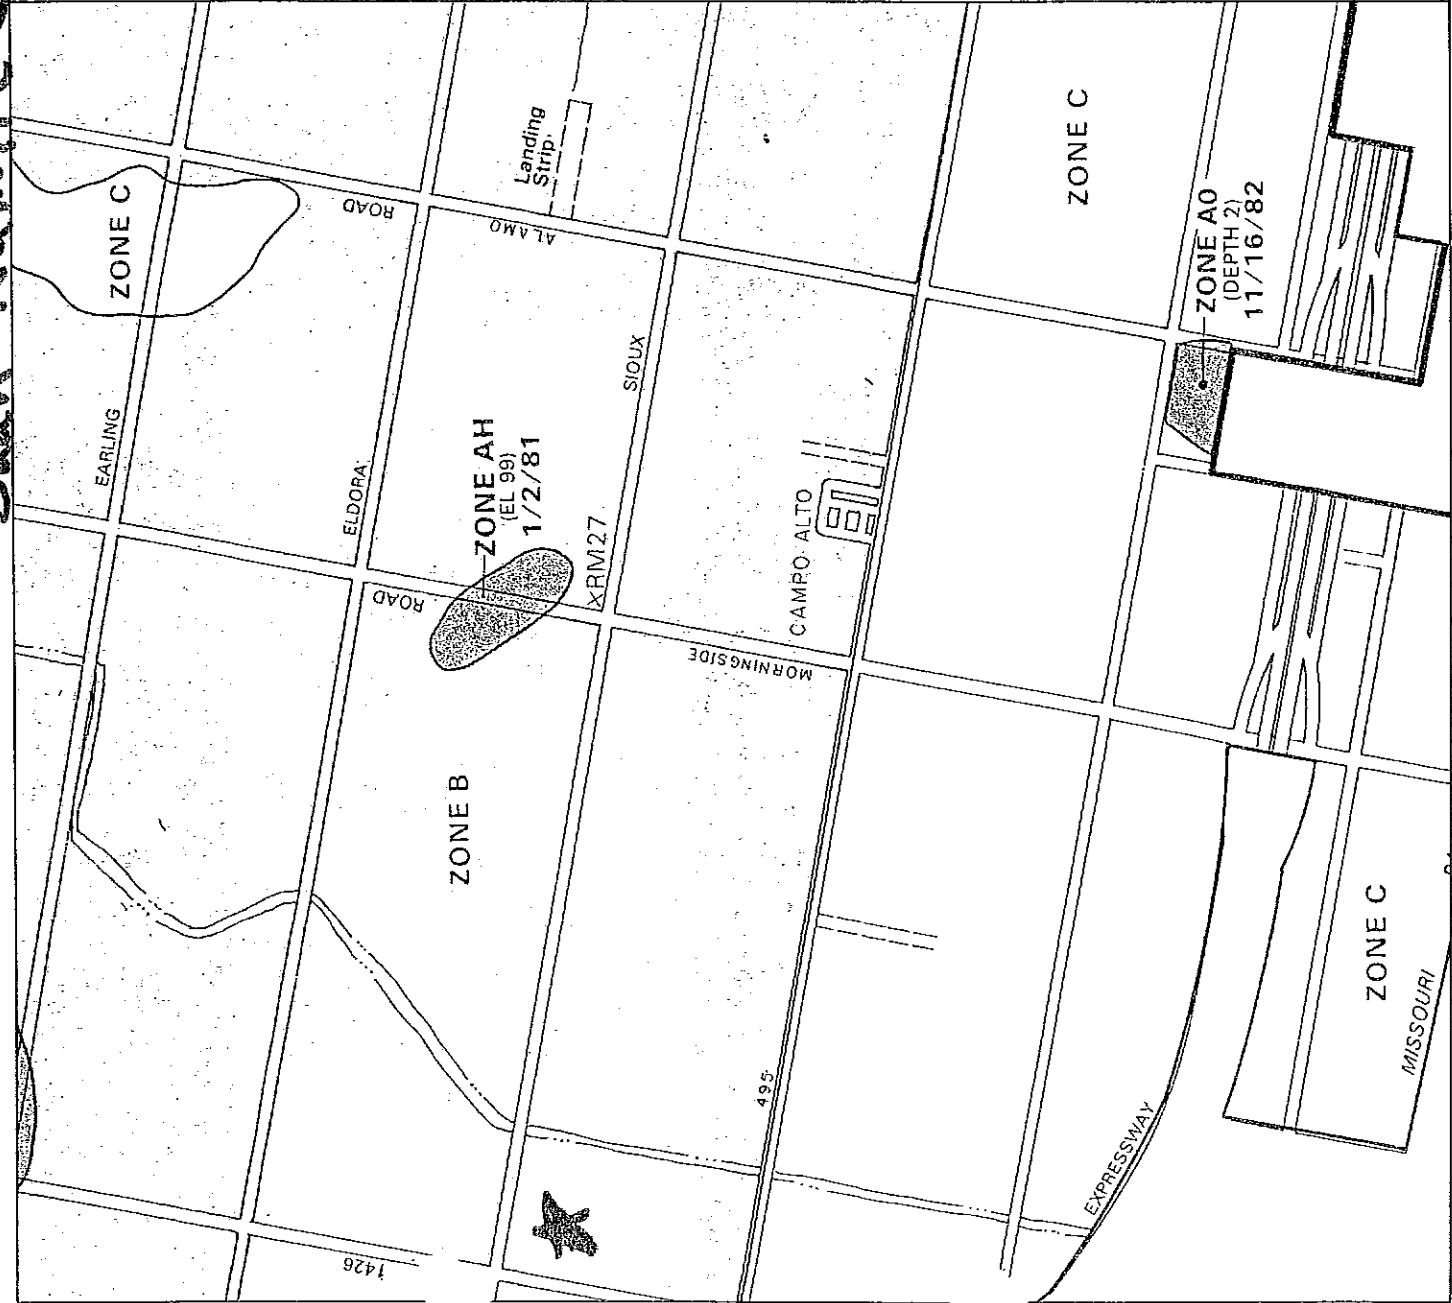 ZONE C
EARLING
ROAD
ALAMO
Landing
Strip
ELDORA
ZONE AH
(EL 99)
1/2/81
SIOUX
XRM27
ROAD
MORNINGSIDE
CAMPO ALTO
ZONE C
ZONE AO
(DEPTH 2)
11/16/82
ZONE B
495
1426
EXPRESSWAY
ZONE C
MISSOURI